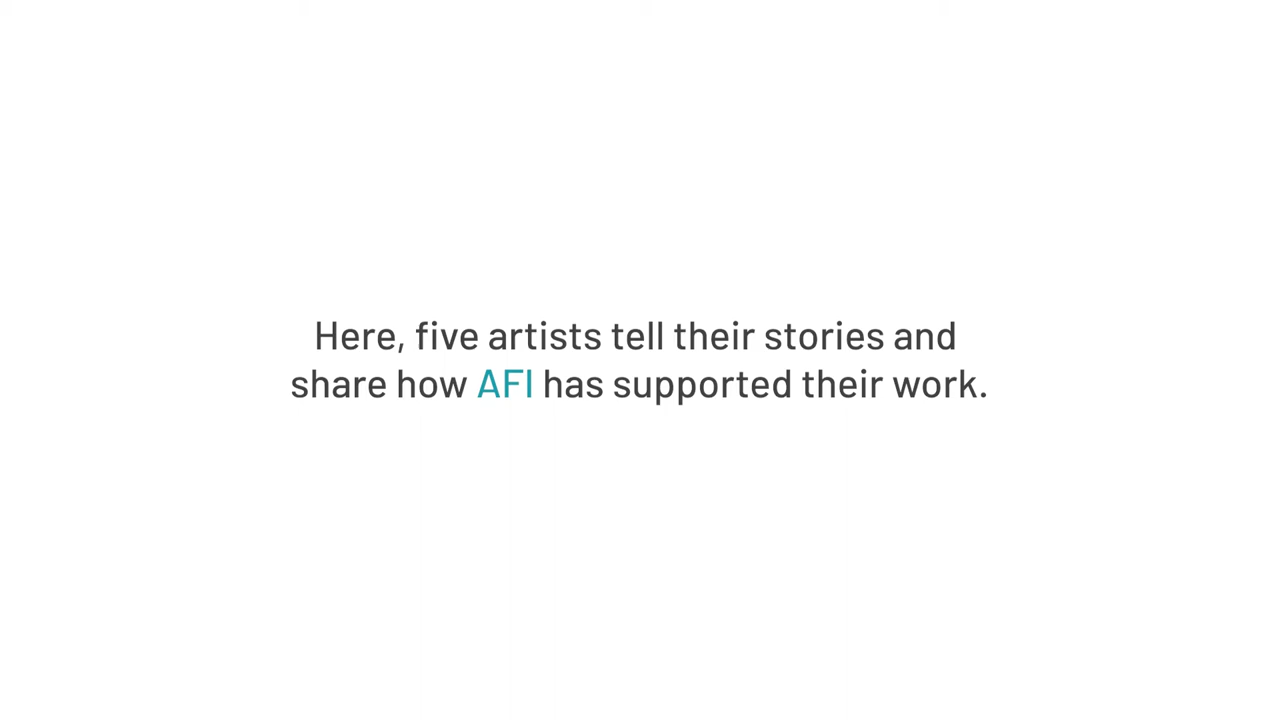 Here, five artists tell their stories and
share how AFI has supported their work.